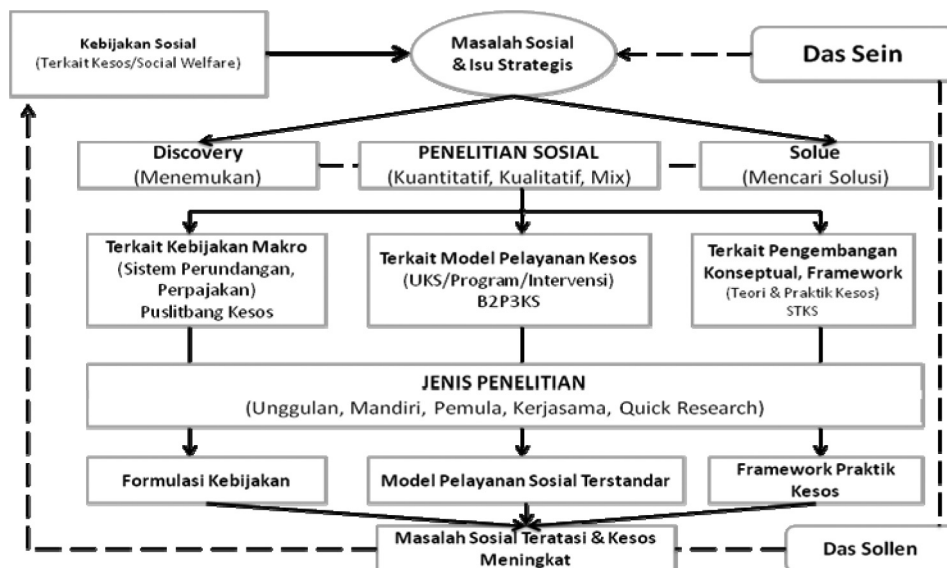 Kebijakan Sosial
(Terkait Kesos/Social Welfare)
Masalah Sosial
& Isu Strategis
Das Sein
Discovery
(Menemukan)
PENELITIAN SOSIAL
(Kuantitatif, Kualitatif, Mix)
Solue
(Mencari Solusi)
Terkait Kebijakan Makro
(Sistem Perundangan,
Perpajakan)
Puslitbang Kesos
Terkait Model Pelayanan Kesos
(UKS/Program/Intervensi)
B2P3KS
Terkait Pengembangan
Konseptual, Framework
(Teori & Praktik Kesos)
STKS
JENIS PENELITIAN
(Unggulan, Mandiri, Pemula, Kerjasama, Quick Research)
Formulasi Kebijakan
Model Pelayanan Sosial Terstandar
Framework Praktik
Kesos
Masalah Sosial Teratasi & Kesos
Meningkat
Das Sollen